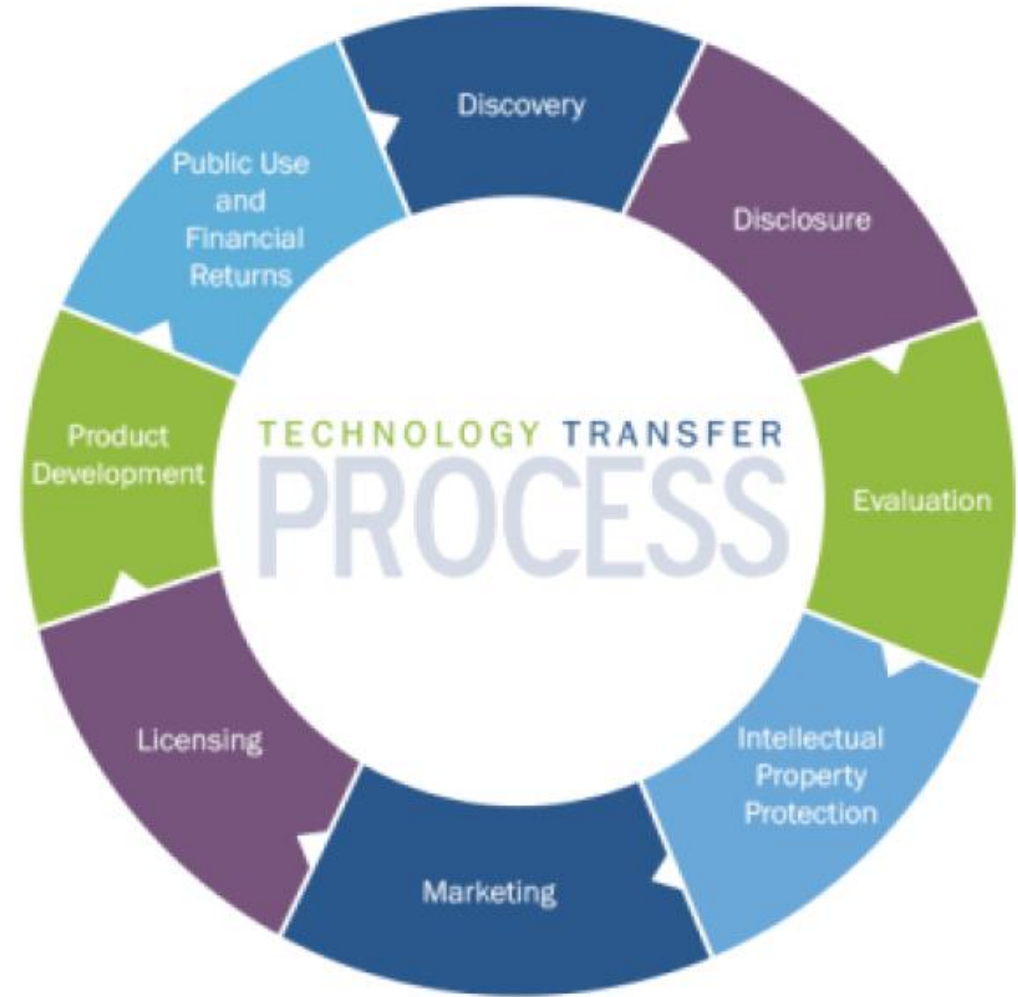 Discovery
Disclosure
Evaluation
Intellectual
Property
Protection
Marketing
Licensing
Product
Development
Public Use
and
Financial
Returns
TECHNOLOGY TRANSFER
PROCESS